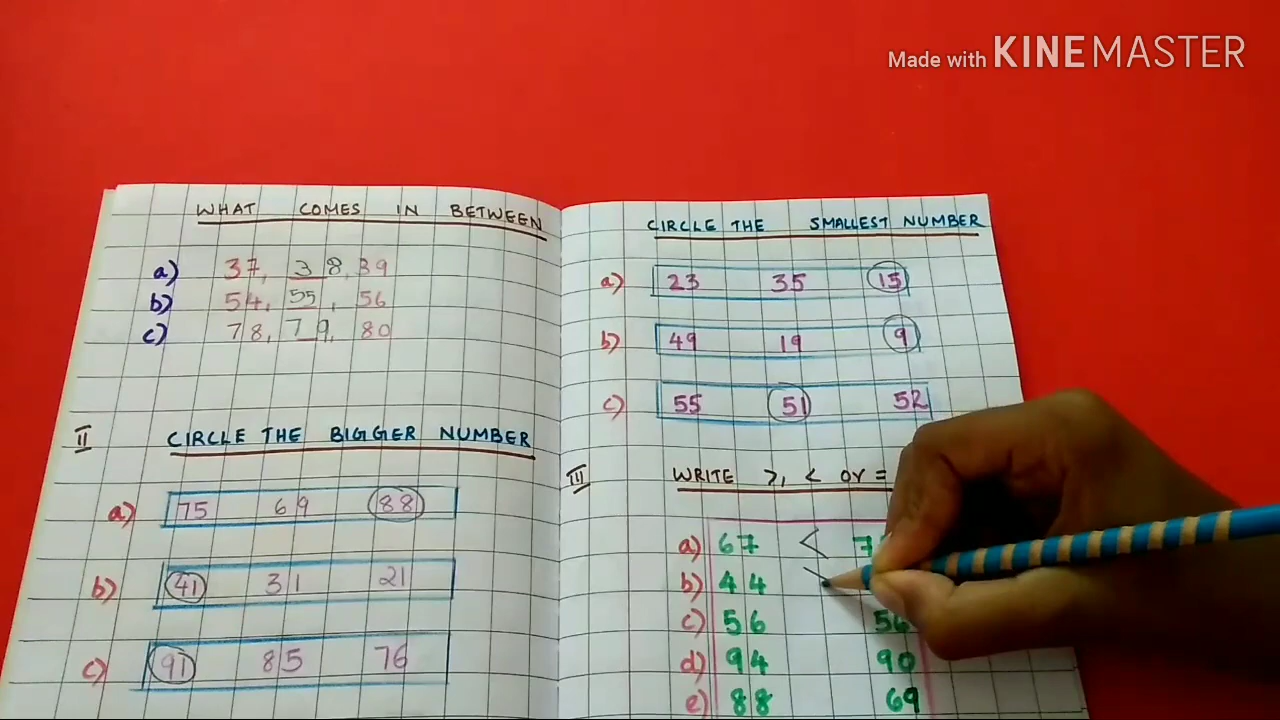 Made with KINEMASTER
WHAT COMES IN BETWEEN
a) 37, 38, 39
b) 54, 55, 56
c) 78, 79, 80
II CIRCLE THE BIGGER NUMBER
a) 75 69 88
b) 41 31 21
c) 91 85 76
CIRCLE THE SMALLEST NUMBER
a) 23 35 15
b) 49 19 9
c) 55 51 52
III WRITE >, < or =
a) 67 <
b) 44
c) 56
d) 94 90
e) 88 69